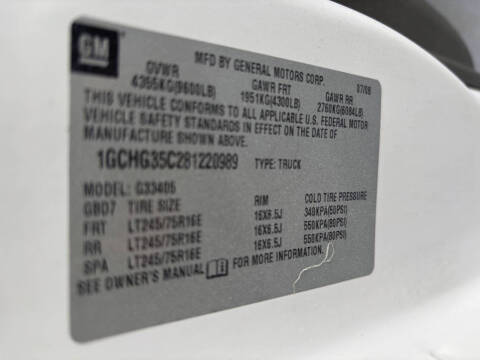 GM
MFD BY GENERAL MOTORS CORP. 07/08
GVWR GAWR FRT GAWR RR
4355KG(9600LB) 1951KG(4300LB) 2760KG(6084LB)
THIS VEHICLE CONFORMS TO ALL APPLICABLE U.S. FEDERAL MOTOR
VEHICLE SAFETY STANDARDS IN EFFECT ON THE DATE OF
MANUFACTURE SHOWN ABOVE.
1GCHG35C281220989 TYPE: TRUCK
MODEL: G33405
GBD7 TIRE SIZE RIM COLD TIRE PRESSURE
FRT LT245/75R16E 16X6.5J 340KPA(50PSI)
RR LT245/75R16E 16X6.5J 550KPA(80PSI)
SPA LT245/75R16E 16X6.5J 550KPA(80PSI)
SEE OWNER'S MANUAL FOR MORE INFORMATION.